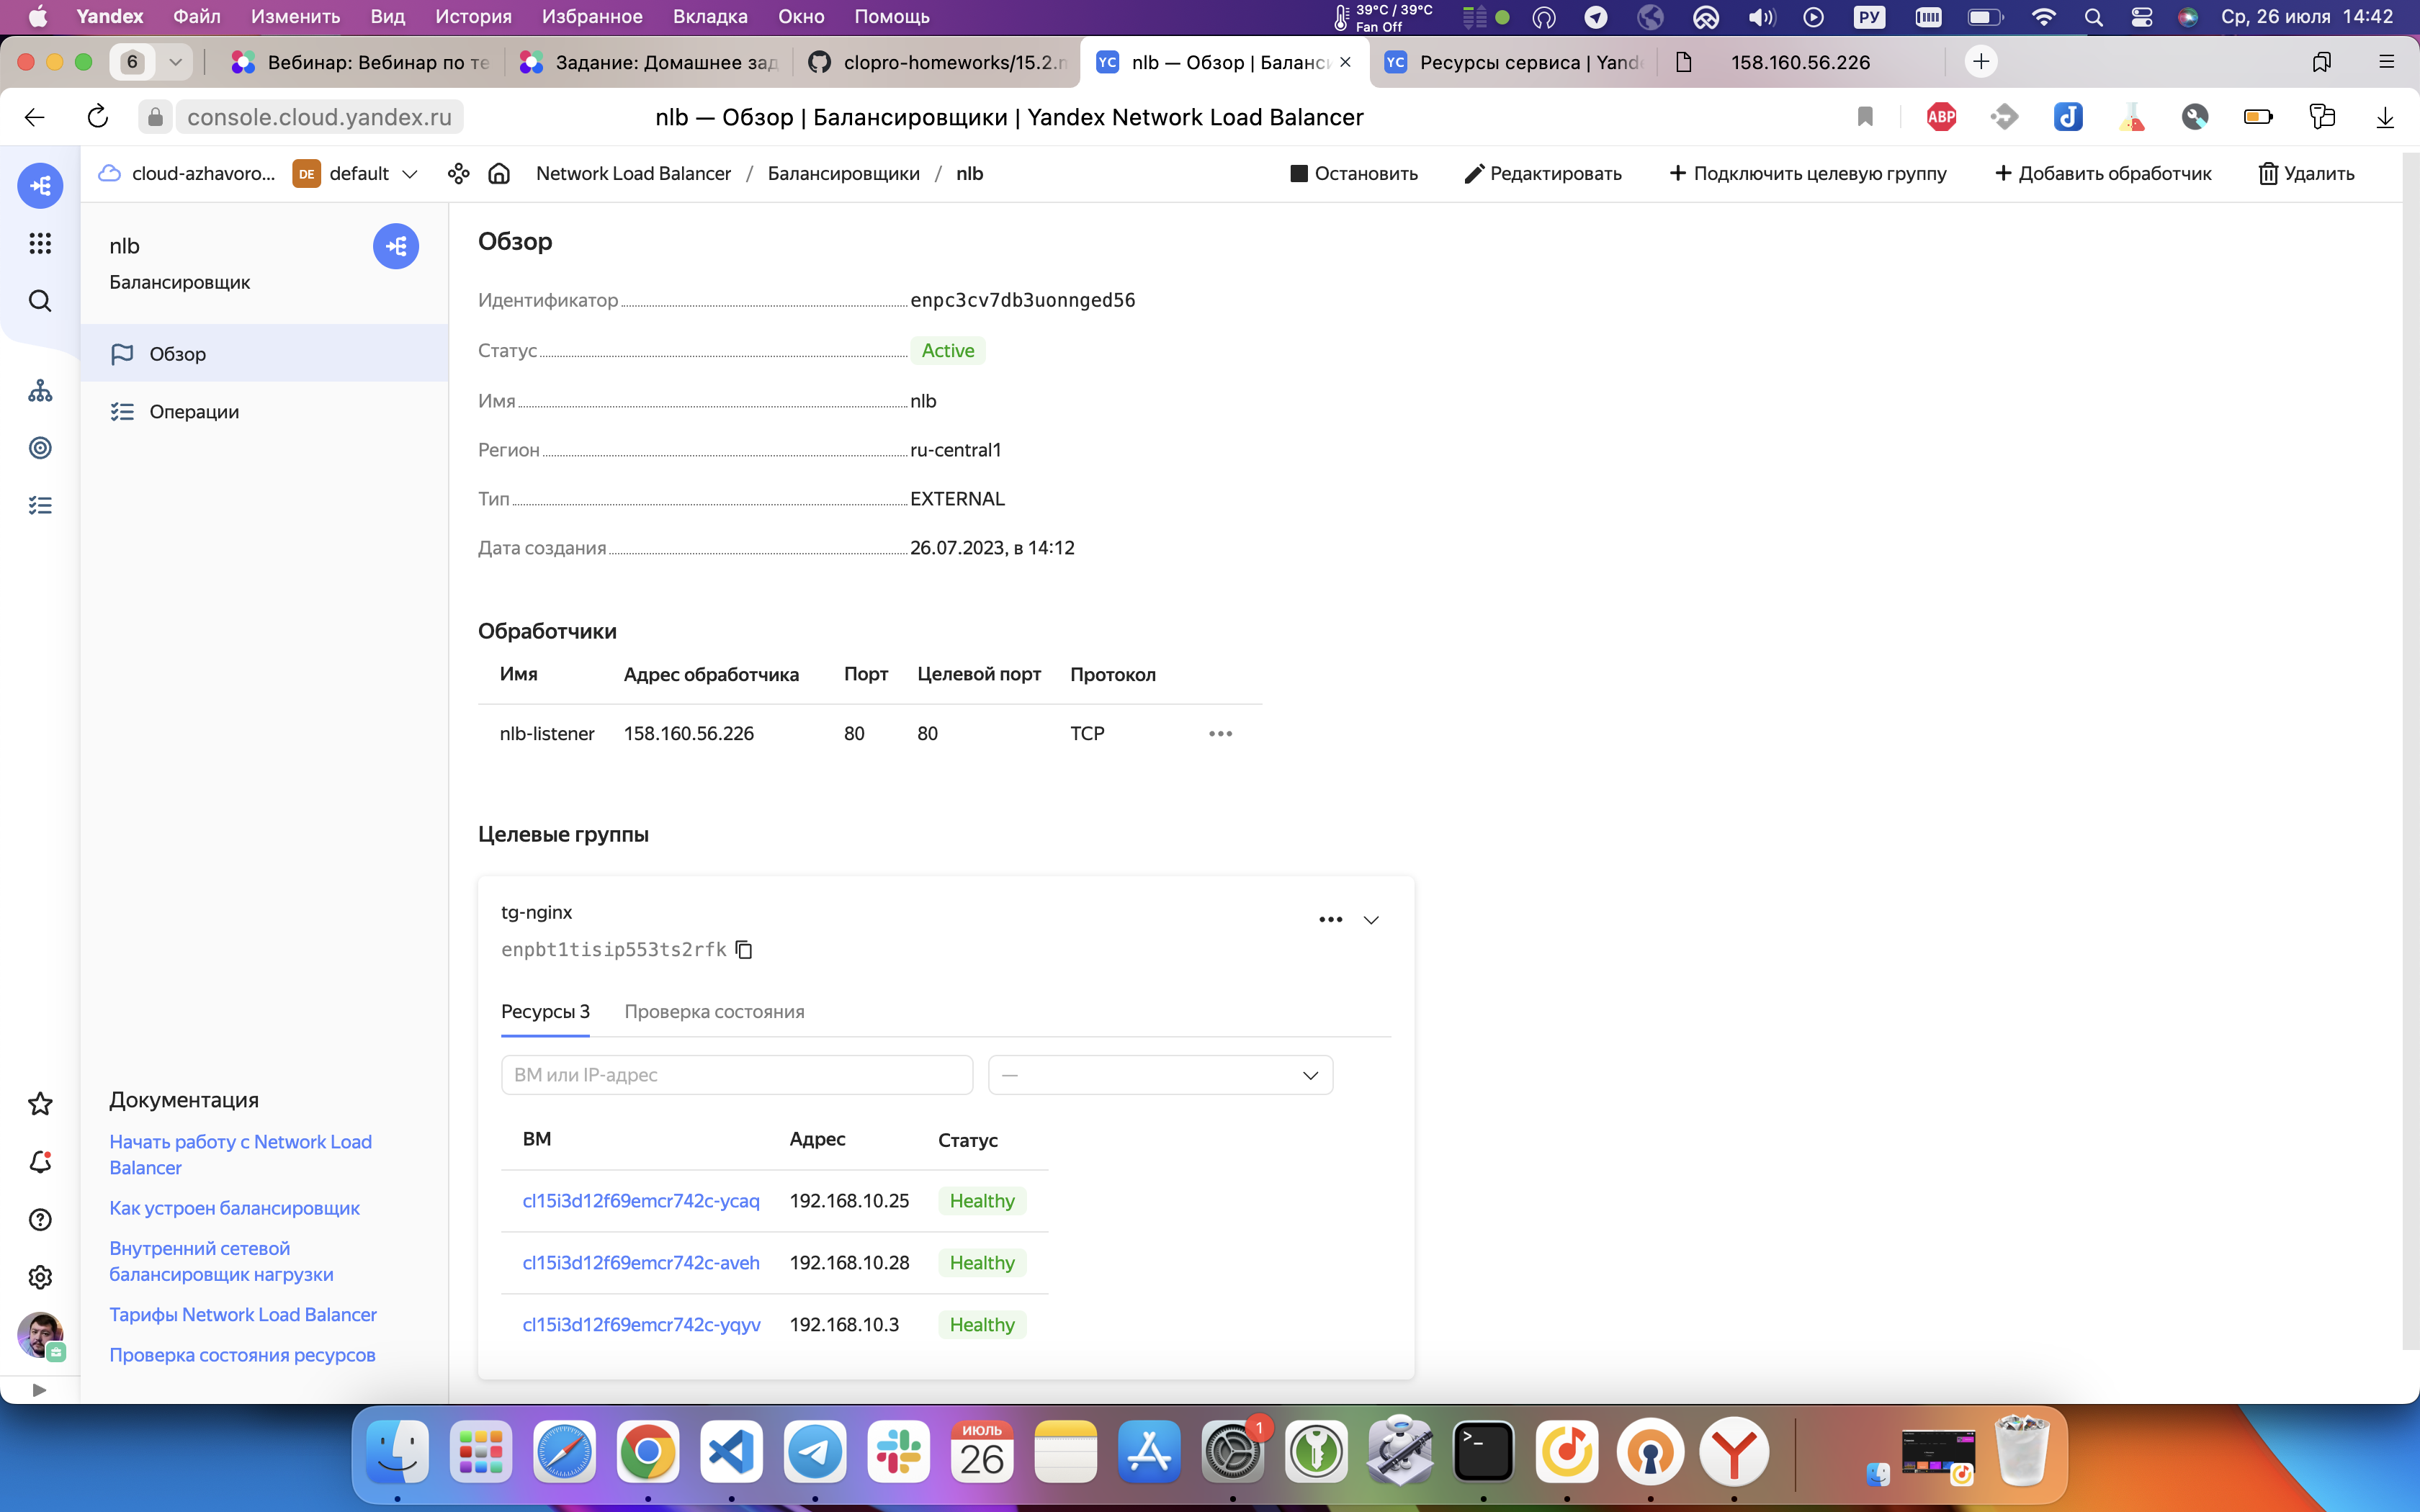 Yandex Файл Изменить Вид История Избранное Вкладка Окно Помощь
39°C / 39°C
Fan Off
РУ
Ср, 26 июля 14:42
6
Вебинар: Вебинар по те
Задание: Домашнее зад
clopro-homeworks/15.2.m
YC nlb — Обзор | Баланси
YC Ресурсы сервиса | Yand
158.160.56.226
console.cloud.yandex.ru
nlb — Обзор | Балансировщики | Yandex Network Load Balancer
ABP
cloud-azhavoro...
DE default
Network Load Balancer / Балансировщики / nlb
Остановить
Редактировать
+ Подключить целевую группу
+ Добавить обработчик
Удалить
nlb
Балансировщик
Обзор
Операции
Документация
Начать работу с Network Load
Balancer
Как устроен балансировщик
Внутренний сетевой
балансировщик нагрузки
Тарифы Network Load Balancer
Проверка состояния ресурсов
Обзор
Идентификатор enpc3cv7db3uonnged56
Статус Active
Имя nlb
Регион ru-central1
Тип EXTERNAL
Дата создания 26.07.2023, в 14:12
Обработчики
Имя Адрес обработчика Порт Целевой порт Протокол
nlb-listener 158.160.56.226 80 80 TCP
Целевые группы
tg-nginx
enpbt1tisip553ts2rfk
Ресурсы 3 Проверка состояния
ВМ или IP-адрес —
ВМ Адрес Статус
cl15i3d12f69emcr742c-ycaq 192.168.10.25 Healthy
cl15i3d12f69emcr742c-aveh 192.168.10.28 Healthy
cl15i3d12f69emcr742c-yqyv 192.168.10.3 Healthy
ИЮЛЬ
26
1